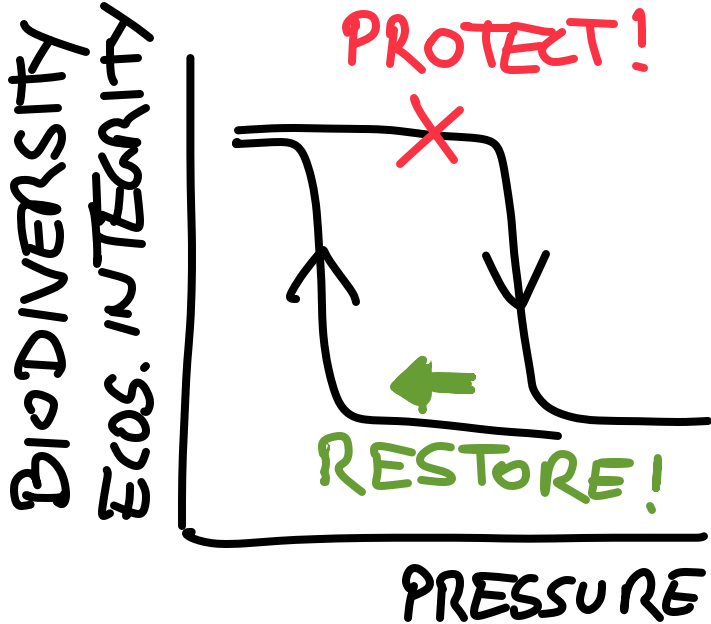 PROTECT!
BIODIVERSITY
ECOS. INTEGRITY
RESTORE!
PRESSURE